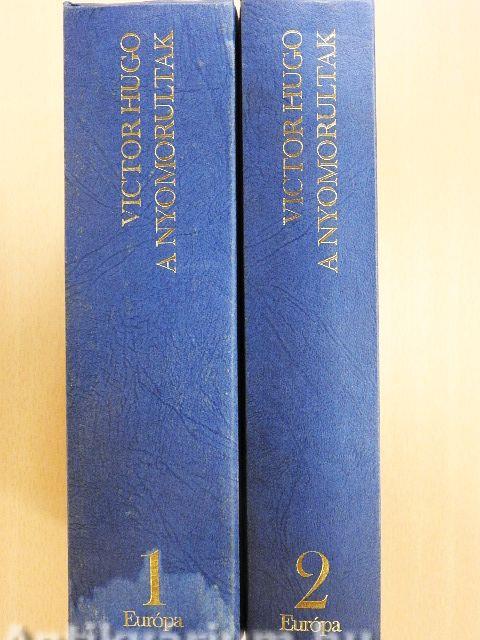 VICTOR HUGO
A NYOMORULTAK
1
Európa
VICTOR HUGO
A NYOMORULTAK
2
Európa